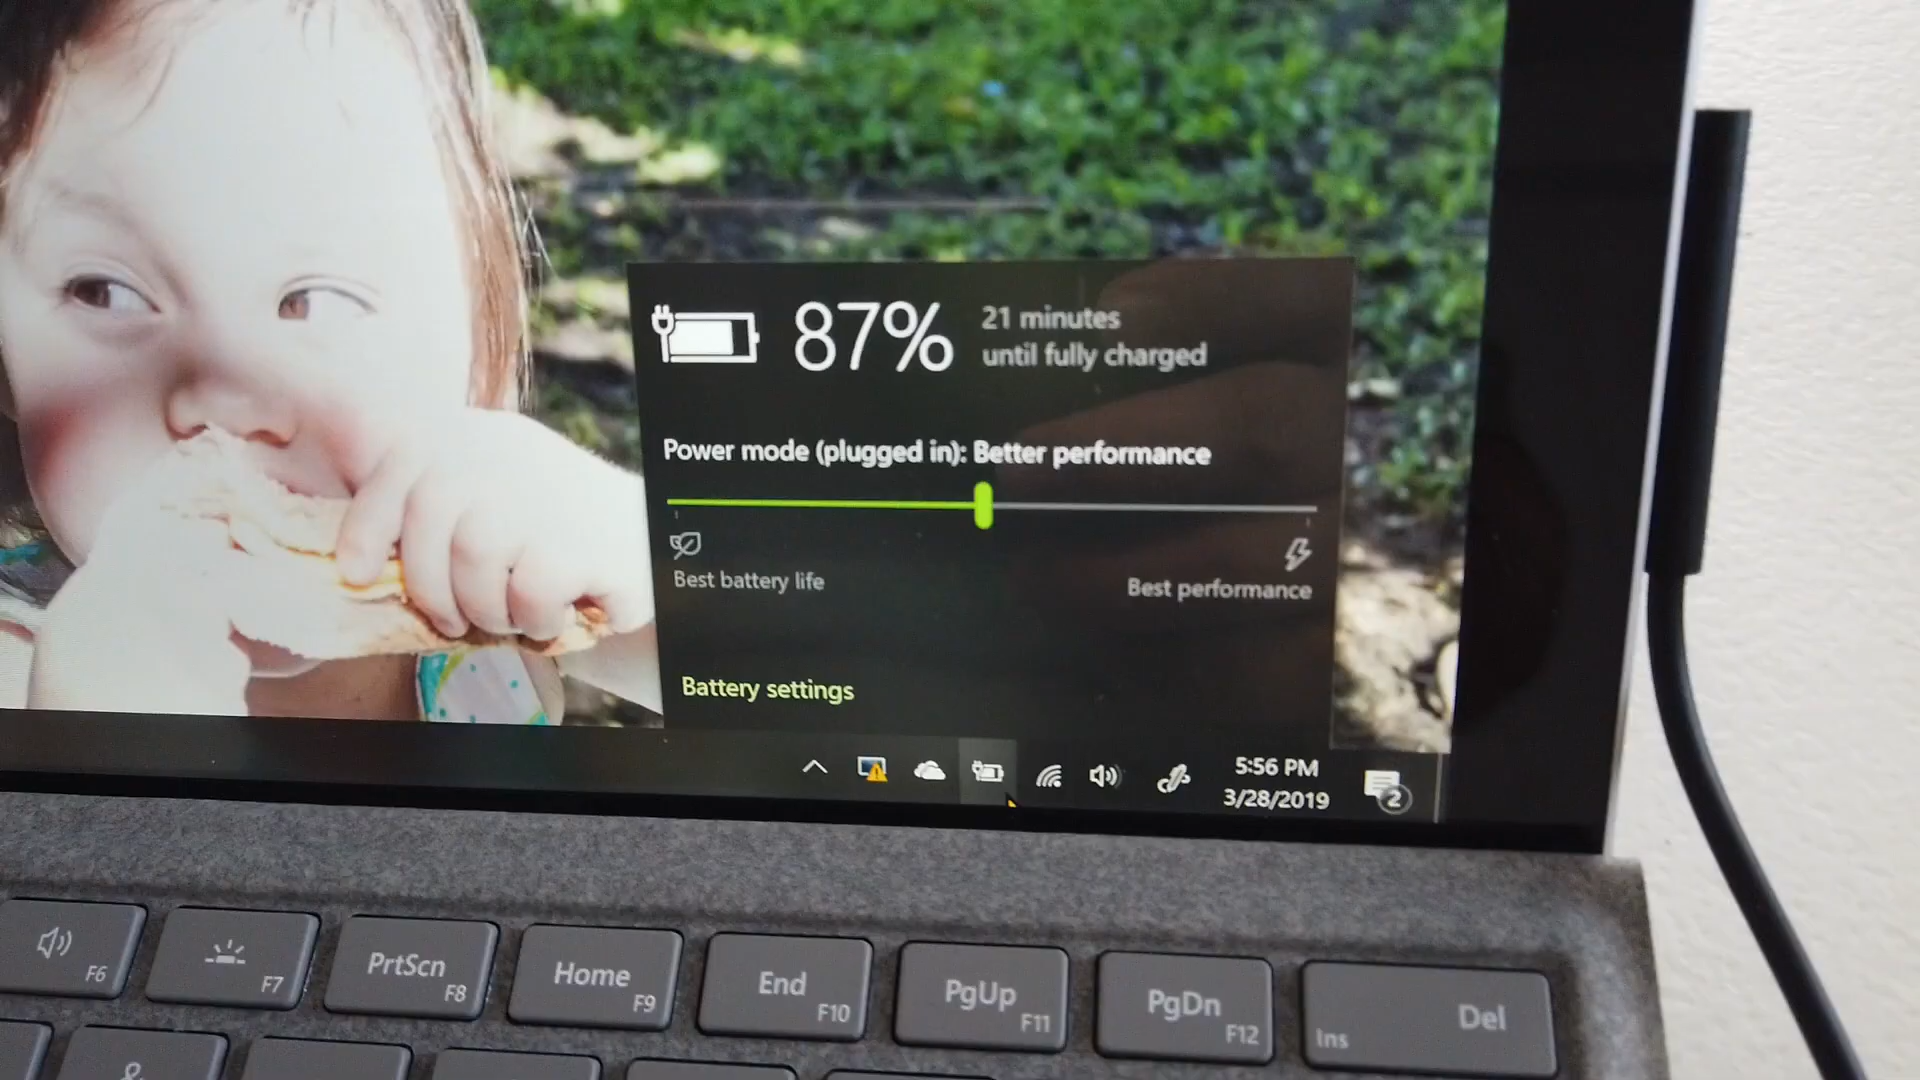 87%
21 minutes
until fully charged
Power mode (plugged in): Better performance
Best battery life
Best performance
Battery settings
5:56 PM
3/28/2019
2
F6
F7
PrtScn
F8
Home
F9
End
F10
PgUp
F11
PgDn
F12
Ins
Del
&